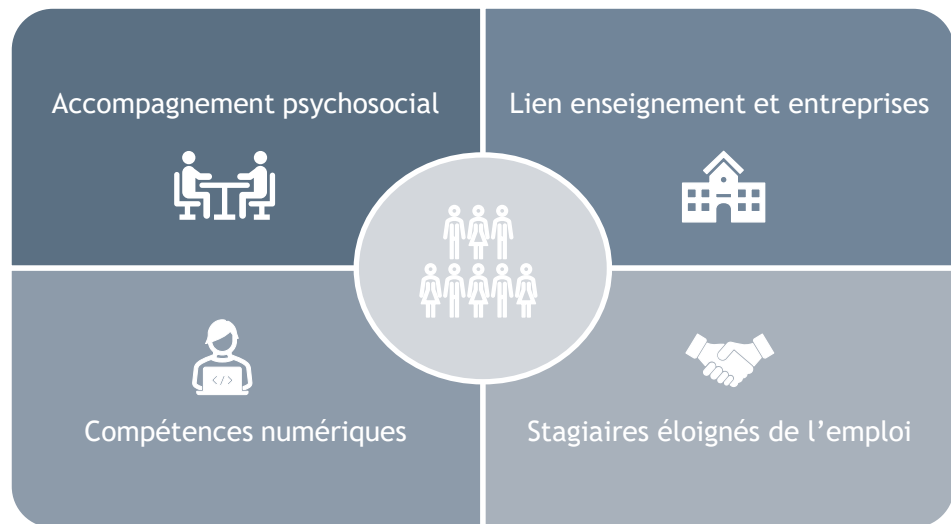 Accompagnement psychosocial
Lien enseignement et entreprises
</>
Compétences numériques
Stagiaires éloignés de l’emploi